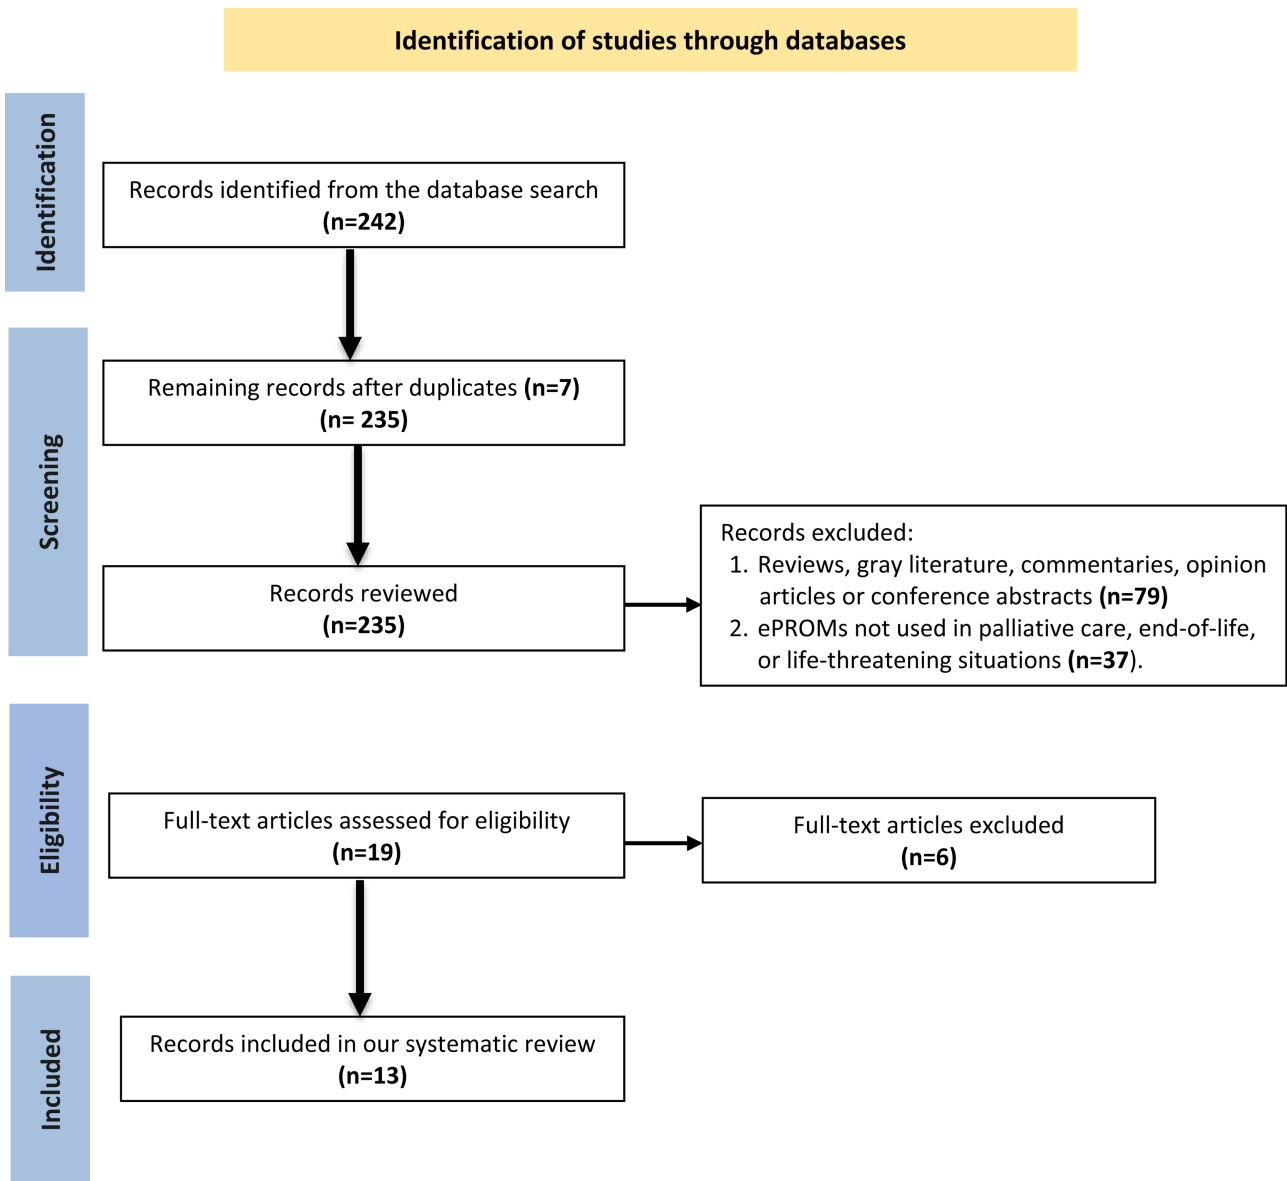 Identification of studies through databases
Identification
Records identified from the database search
(n=242)
Screening
Remaining records after duplicates (n=7)
(n= 235)
Records reviewed
(n=235)
Records excluded:
1. Reviews, gray literature, commentaries, opinion
articles or conference abstracts (n=79)
2. ePROMs not used in palliative care, end-of-life,
or life-threatening situations (n=37).
Eligibility
Full-text articles assessed for eligibility
(n=19)
Full-text articles excluded
(n=6)
Included
Records included in our systematic review
(n=13)